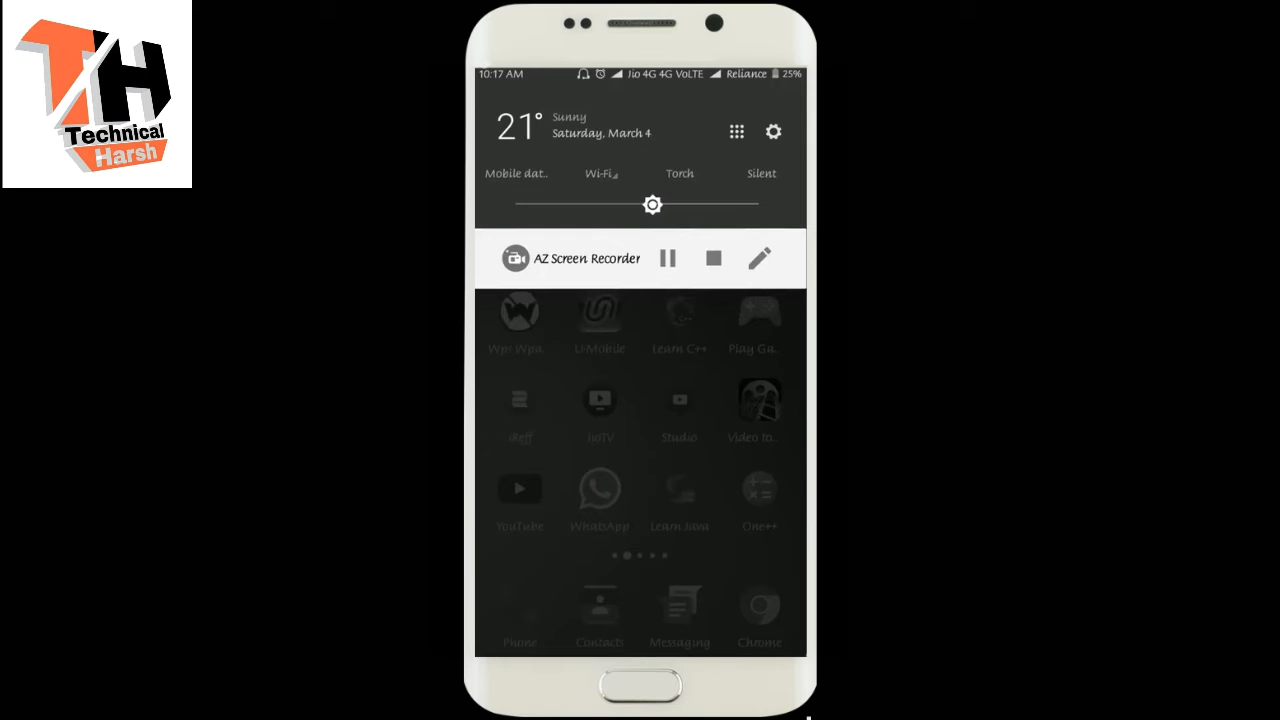 TH
Technical
Harsh
10:17 AM Jio 4G 4G VoLTE Reliance 25%
21° Sunny
Saturday, March 4
Mobile dat.. Wi-Fi Torch Silent
AZ Screen Recorder
Wps Wpa.. U-Mobile Learn C++ Play Ga..
iReff JioTV Studio Video to..
YouTube WhatsApp Learn Java One++
Phone Contacts Messaging Chrome